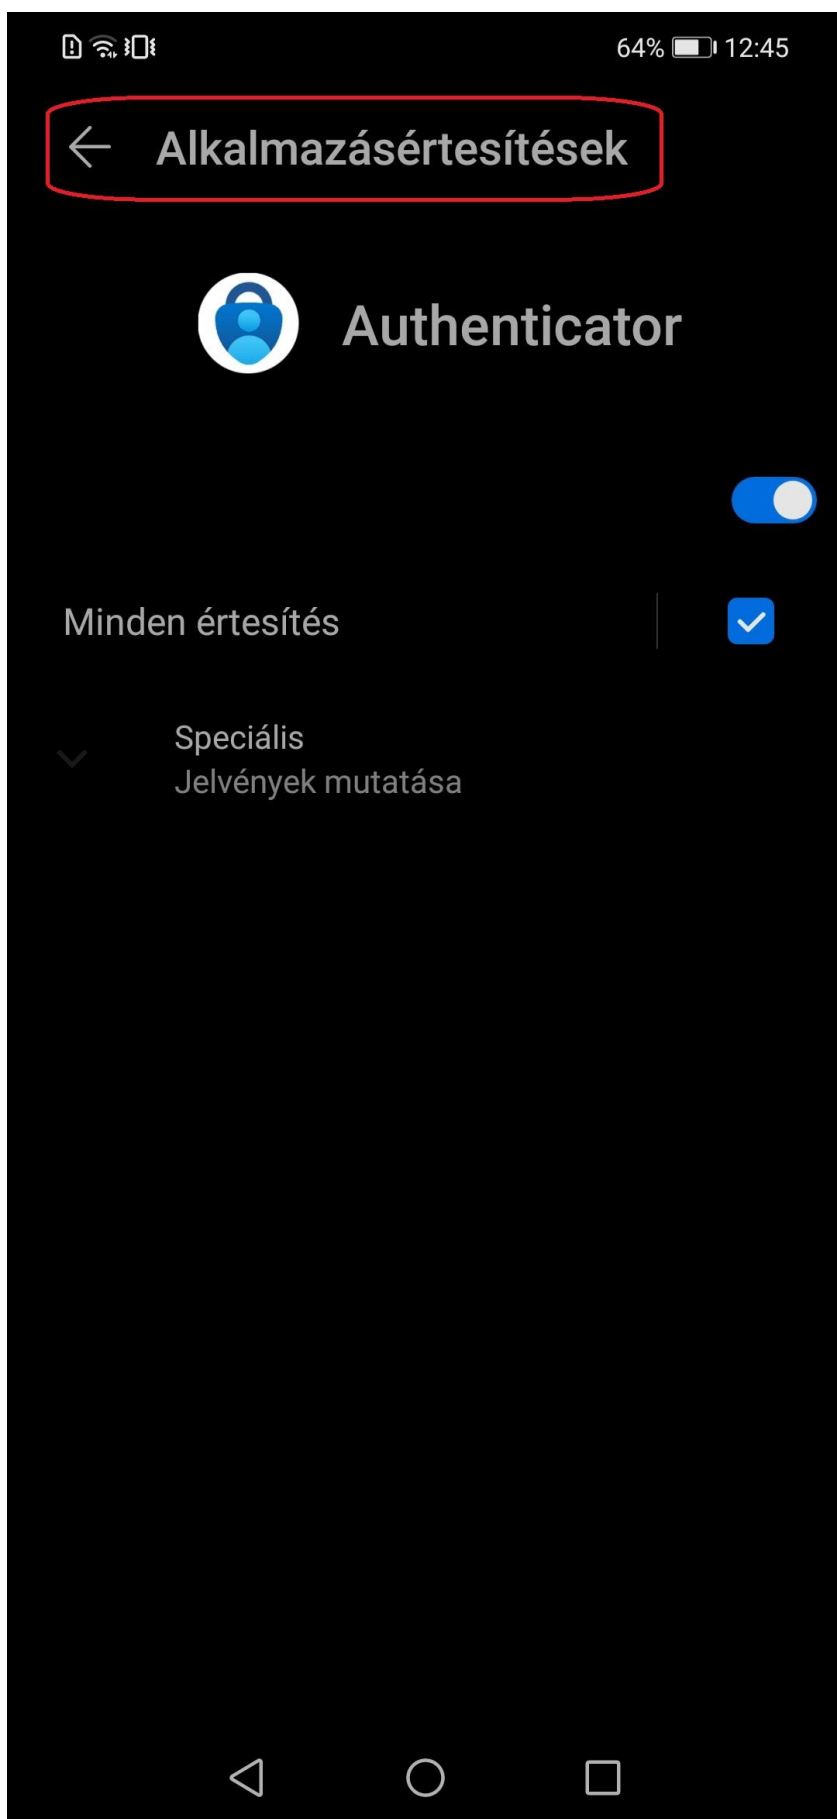 64% 12:45
Alkalmazásértesítések
Authenticator
Minden értesítés
Speciális
Jelvények mutatása